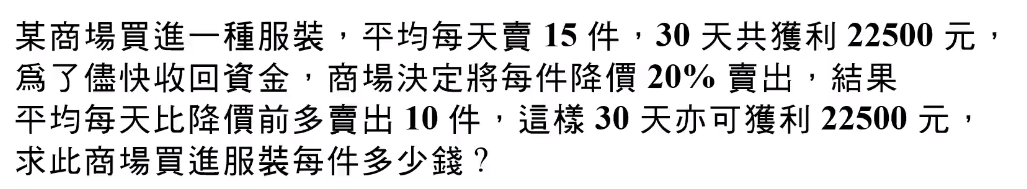 某商場買進一種服裝，平均每天賣 15 件，30 天共獲利 22500 元，
爲了儘快收回資金，商場決定將每件降價 20% 賣出，結果
平均每天比降價前多賣出 10 件，這樣 30 天亦可獲利 22500 元，
求此商場買進服裝每件多少錢？